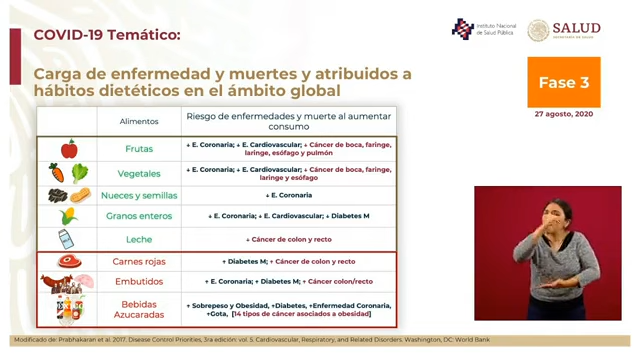 COVID-19 Temático:
Instituto Nacional
de Salud Pública
SALUD
SECRETARÍA DE SALUD
Carga de enfermedad y muertes y atribuidos a
hábitos dietéticos en el ámbito global
Fase 3
27 agosto, 2020
Alimentos
Riesgo de enfermedades y muerte al aumentar
consumo
Frutas
↓ E. Coronaria; ↓ E. Cardiovascular; ↓ Cáncer de boca, faringe,
laringe, esófago y pulmón
Vegetales
↓ E. Coronaria; ↓ E. Cardiovascular; ↓ Cáncer de boca, faringe,
laringe y esófago
Nueces y semillas
↓ E. Coronaria
Granos enteros
↓ E. Coronaria; ↓ E. Cardiovascular; ↓ Diabetes M
Leche
↓ Cáncer de colon y recto
Carnes rojas
↑ Diabetes M; ↑ Cáncer de colon y recto
Embutidos
↑ E. Coronaria; ↑ Diabetes M; ↑ Cáncer colon/recto
Bebidas
Azucaradas
↑ Sobrepeso y Obesidad, ↑Diabetes, ↑Enfermedad Coronaria,
↑Gota, [14 tipos de cáncer asociados a obesidad]
Modificado de: Prabhakaran et al. 2017. Disease Control Priorities, 3ra edición: vol. 5. Cardiovascular, Respiratory, and Related Disorders. Washington, DC: World Bank